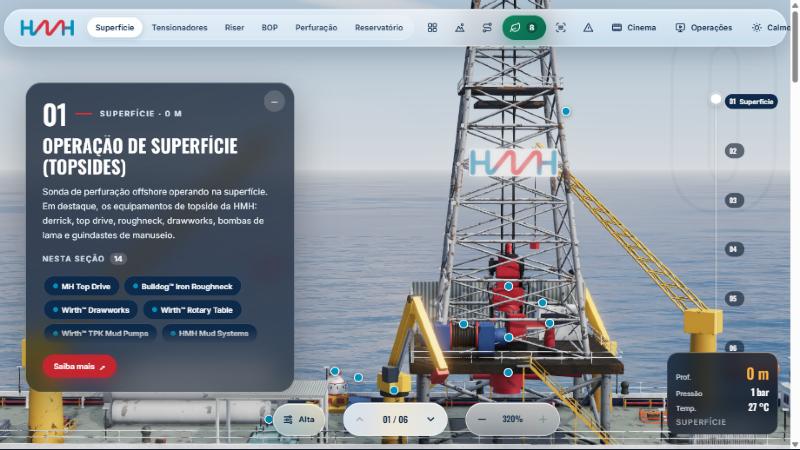 HMH
Superfície
Tensionadores
Riser
BOP
Perfuração
Reservatório
8
Cinema
Operações
Calmo
01
SUPERFÍCIE · 0 M
OPERAÇÃO DE SUPERFÍCIE
(TOPSIDES)
Sonda de perfuração offshore operando na superfície.
Em destaque, os equipamentos de topside da HMH:
derrick, top drive, roughneck, drawworks, bombas de
lama e guindastes de manuseio.
NESTA SEÇÃO 14
MH Top Drive
Bulldog™ Iron Roughneck
Wirth™ Drawworks
Wirth™ Rotary Table
Wirth™ TPK Mud Pumps
HMH Mud Systems
Saiba mais
HMH
01 Superfície
02
03
04
05
06
Prof. 0 m
Pressão 1 bar
Temp. 27 °C
SUPERFÍCIE
Alta
01 / 06
320%